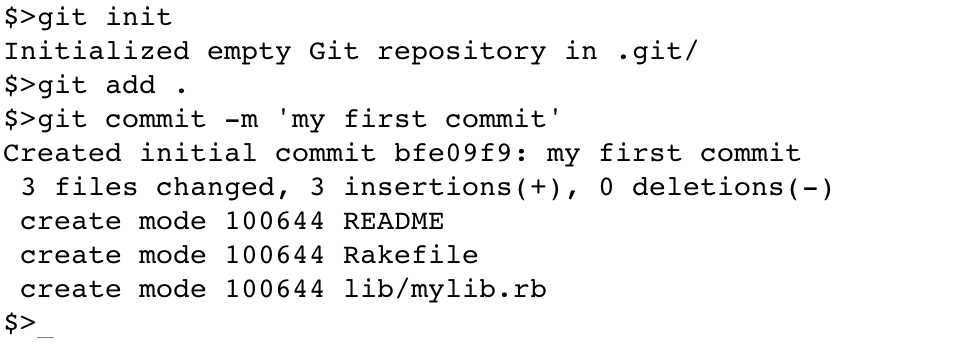 $>git init
Initialized empty Git repository in .git/
$>git add .
$>git commit -m 'my first commit'
Created initial commit bfe09f9: my first commit
 3 files changed, 3 insertions(+), 0 deletions(-)
 create mode 100644 README
 create mode 100644 Rakefile
 create mode 100644 lib/mylib.rb
$>_